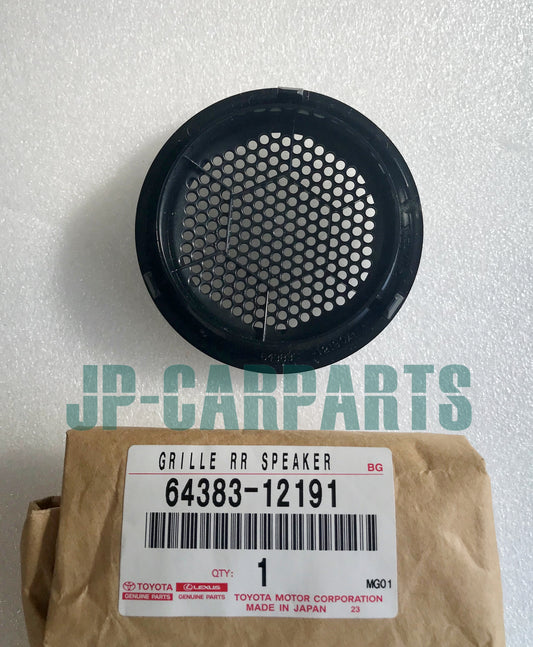 64383
JP-CARPARTS
GRILLE RR SPEAKER
BG
64383-12191
QTY: 1
MG01
TOYOTA
GENUINE PARTS
LEXUS
GENUINE PARTS
TOYOTA MOTOR CORPORATION
MADE IN JAPAN 23